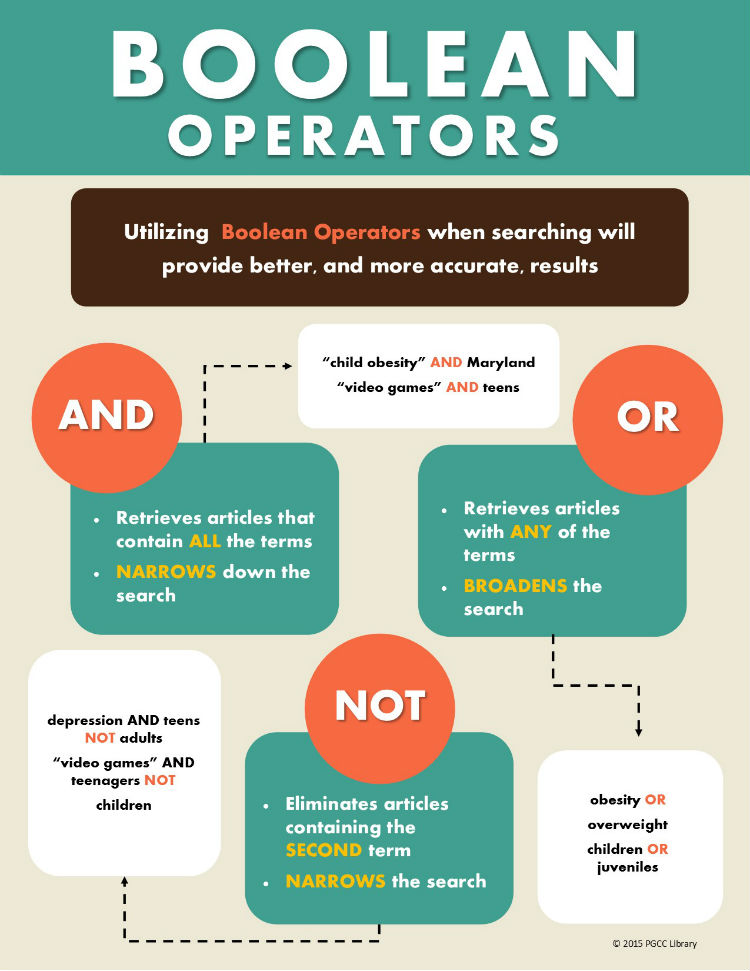 BOOLEAN
OPERATORS
Utilizing Boolean Operators when searching will
provide better, and more accurate, results
AND
“child obesity” AND Maryland
“video games” AND teens
OR
• Retrieves articles that
contain ALL the terms
• NARROWS down the
search
• Retrieves articles
with ANY of the
terms
• BROADENS the
search
NOT
depression AND teens
NOT adults
“video games” AND
teenagers NOT
children
• Eliminates articles
containing the
SECOND term
• NARROWS the search
obesity OR
overweight
children OR
juveniles
© 2015 PGCC Library